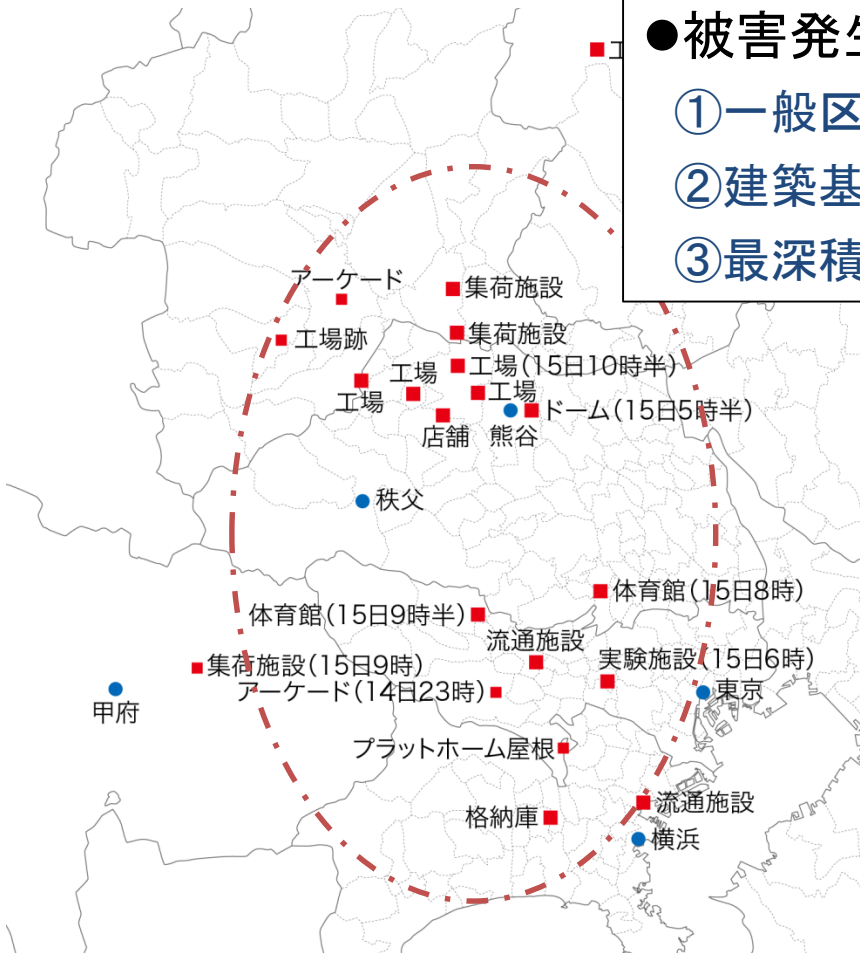 ●被害発
①一般区
②建築基
③最深積
アーケード
集荷施設
工場跡
集荷施設
工場(15日10時半)
工場
工場
工場
ドーム(15日5時半)
店舗
熊谷
秩父
体育館(15日8時)
体育館(15日9時半)
流通施設
実験施設(15日6時)
集荷施設(15日9時)
アーケード(14日23時)
東京
甲府
プラットホーム屋根
流通施設
格納庫
横浜